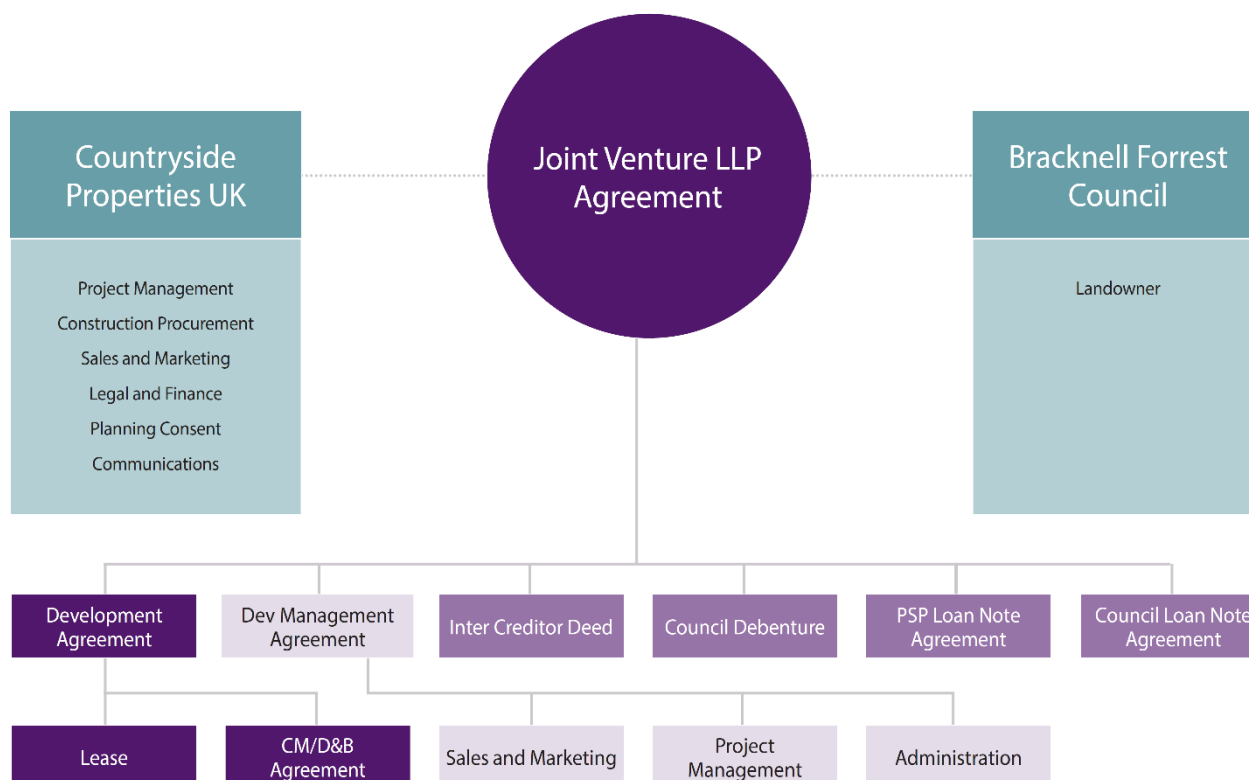 Countryside
Properties UK
Project Management
Construction Procurement
Sales and Marketing
Legal and Finance
Planning Consent
Communications
Joint Venture LLP
Agreement
Bracknell Forrest
Council
Landowner
Development
Agreement
Dev Management
Agreement
Inter Creditor Deed
Council Debenture
PSP Loan Note
Agreement
Council Loan Note
Agreement
Lease
CM/D&B
Agreement
Sales and Marketing
Project
Management
Administration